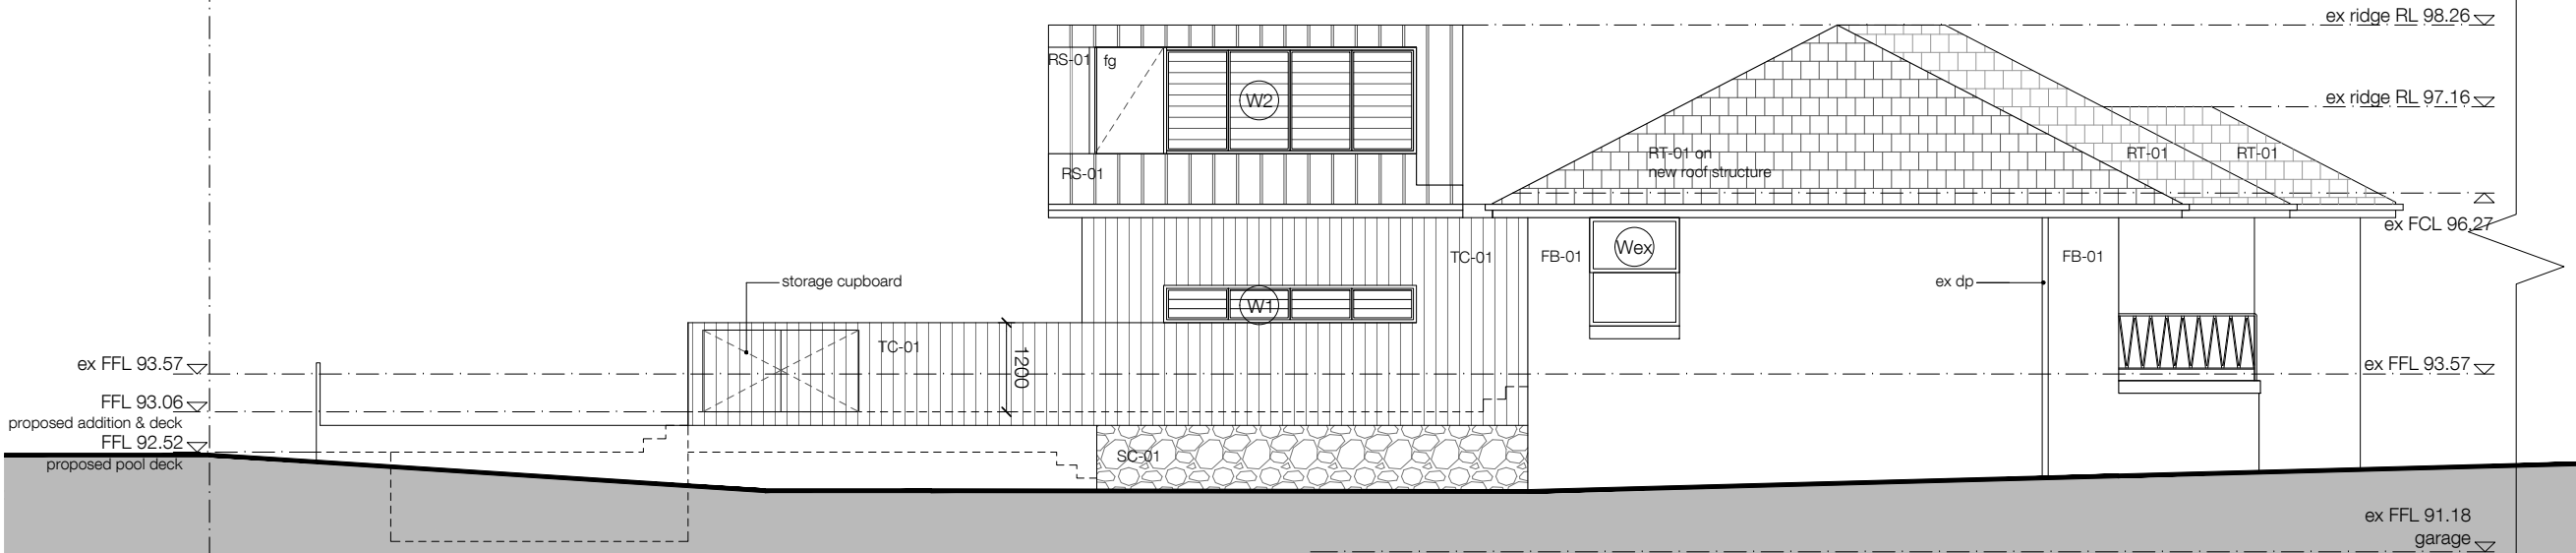 ex ridge RL 98.26
RS-01
fg
W2
ex ridge RL 97.16
RT-01 on
new roof structure
RT-01
RT-01
RS-01
ex FCL 96.27
TC-01
FB-01
Wex
FB-01
storage cupboard
ex dp
W1
TC-01
1200
ex FFL 93.57
ex FFL 93.57
FFL 93.06
proposed addition & deck
FFL 92.52
proposed pool deck
SC-01
ex FFL 91.18
garage